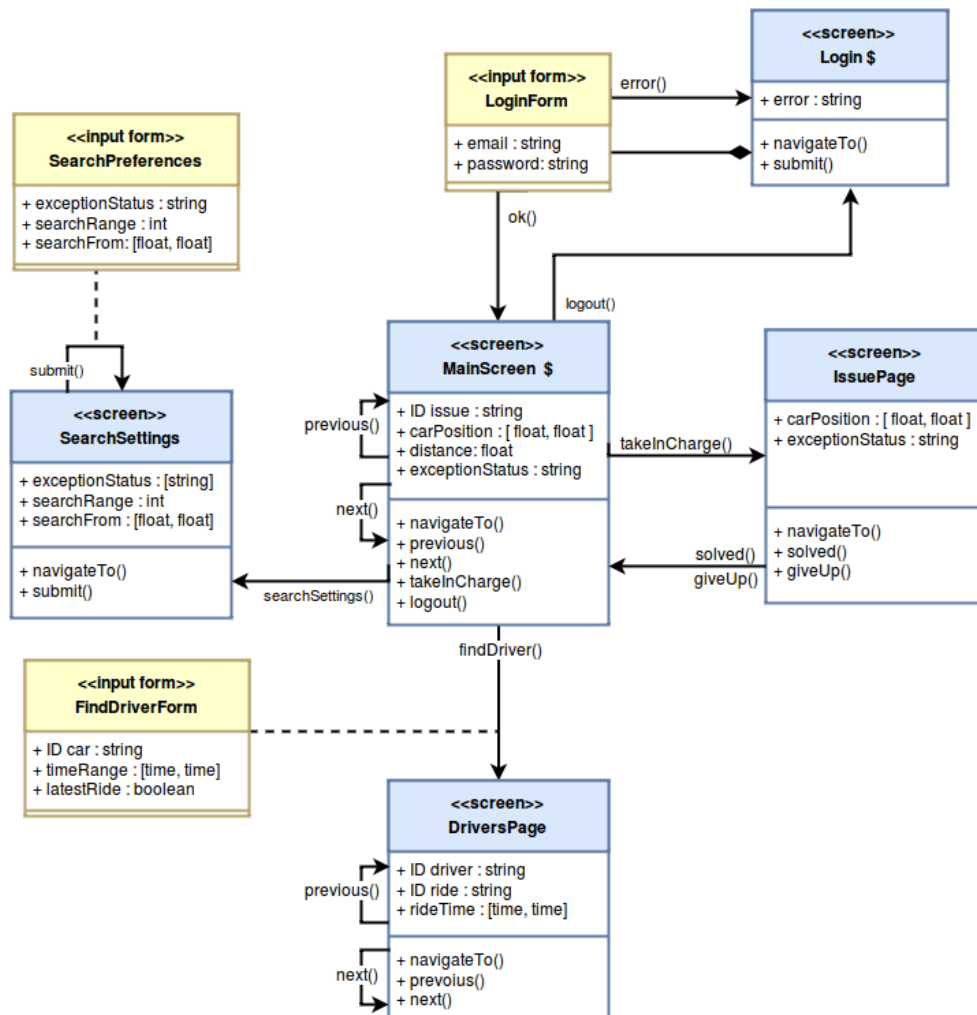 <<screen>>
Login $
+ error : string
+ navigateTo()
+ submit()
<<input form>>
LoginForm
+ email : string
+ password: string
error()
ok()
logout()
<<input form>>
SearchPreferences
+ exceptionStatus : string
+ searchRange : int
+ searchFrom: [float, float]
submit()
<<screen>>
SearchSettings
+ exceptionStatus : [string]
+ searchRange : int
+ searchFrom : [float, float]
+ navigateTo()
+ submit()
<<screen>>
MainScreen $
+ ID issue : string
+ carPosition : [ float, float ]
+ distance: float
+ exceptionStatus : string
+ navigateTo()
+ previous()
+ next()
+ takeInCharge()
+ logout()
previous()
next()
searchSettings()
takeInCharge()
<<screen>>
IssuePage
+ carPosition : [ float, float ]
+ exceptionStatus : string
+ navigateTo()
+ solved()
+ giveUp()
solved()
giveUp()
findDriver()
<<input form>>
FindDriverForm
+ ID car : string
+ timeRange : [time, time]
+ latestRide : boolean
<<screen>>
DriversPage
+ ID driver : string
+ ID ride : string
+ rideTime : [time, time]
+ navigateTo()
+ prevoius()
+ next()
previous()
next()